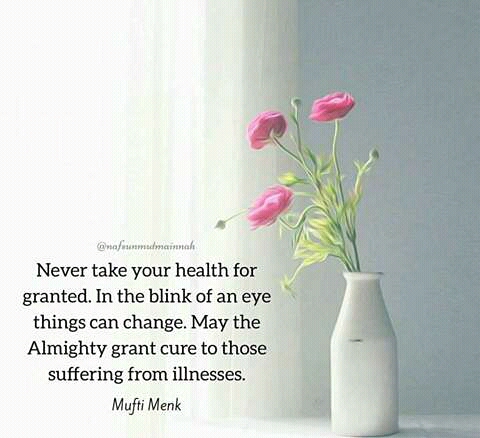 @nafsunmudmainnah
Never take your health for
granted. In the blink of an eye
things can change. May the
Almighty grant cure to those
suffering from illnesses.
Mufti Menk